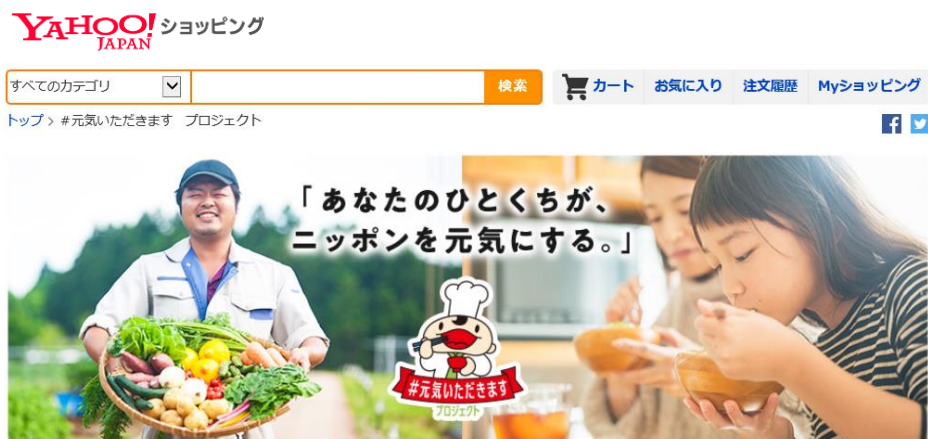 YAHOO! ショッピング
JAPAN
すべてのカテゴリ
検索
カート
お気に入り
注文履歴
Myショッピング
トップ > #元気いただきます プロジェクト
「あなたのひとくちが、
ニッポンを元気にする。」
#元気いただきます
プロジェクト